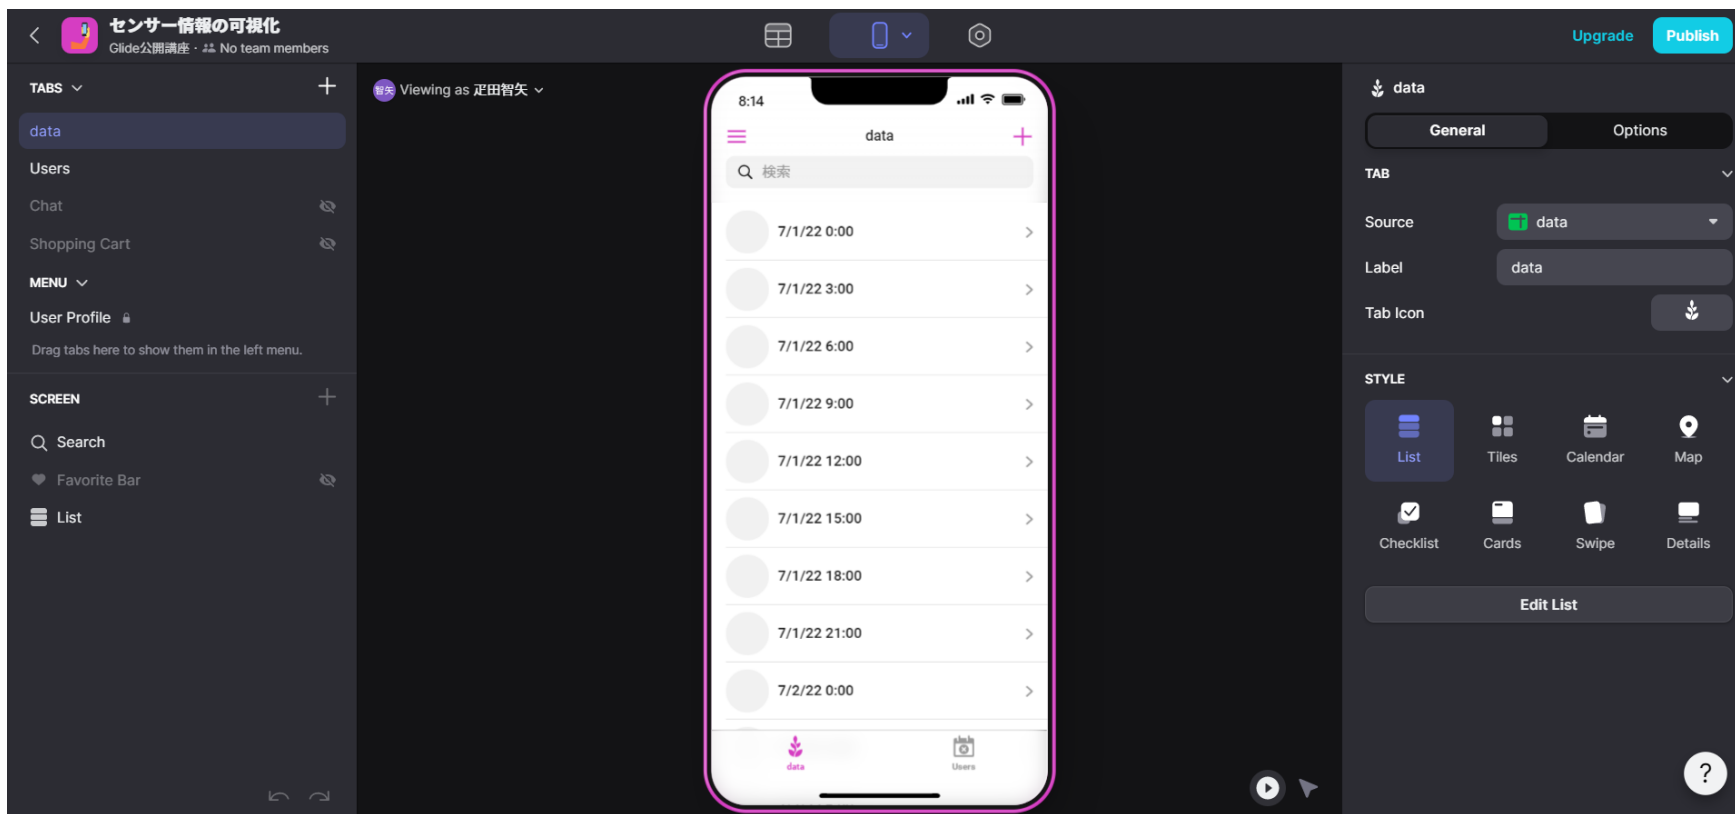 センサー情報の可視化
Glide公開講座 · No team members
Upgrade
Publish
TABS
data
Users
Chat
Shopping Cart
MENU
User Profile
Drag tabs here to show them in the left menu.
SCREEN
Search
Favorite Bar
List
智矢 Viewing as 疋田智矢
8:14
data
検索
7/1/22 0:00
7/1/22 3:00
7/1/22 6:00
7/1/22 9:00
7/1/22 12:00
7/1/22 15:00
7/1/22 18:00
7/1/22 21:00
7/2/22 0:00
data
Users
data
General
Options
TAB
Source
data
Label
data
Tab Icon
STYLE
List
Tiles
Calendar
Map
Checklist
Cards
Swipe
Details
Edit List
?